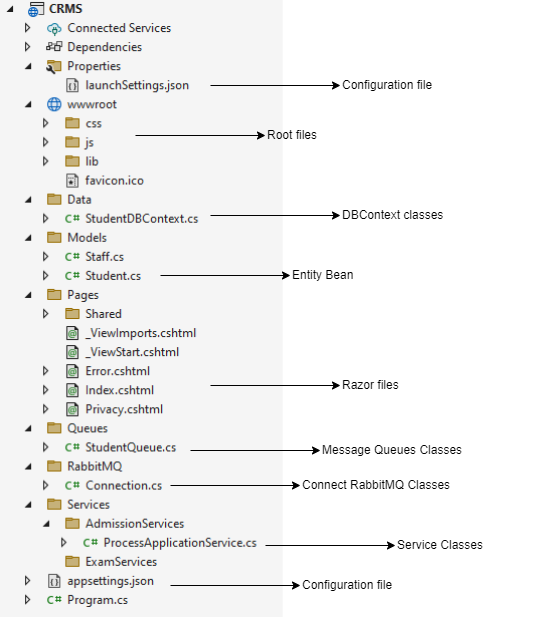 CRMS
Connected Services
Dependencies
Properties
launchSettings.json Configuration file
wwwroot
css
js Root files
lib
favicon.ico
Data
C# StudentDBContext.cs DBContext classes
Models
C# Staff.cs
C# Student.cs Entity Bean
Pages
Shared
_ViewImports.cshtml
_ViewStart.cshtml
Error.cshtml
Index.cshtml Razor files
Privacy.cshtml
Queues
C# StudentQueue.cs Message Queues Classes
RabbitMQ
C# Connection.cs Connect RabbitMQ Classes
Services
AdmissionServices
C# ProcessApplicationService.cs Service Classes
ExamServices
appsettings.json Configuration file
C# Program.cs